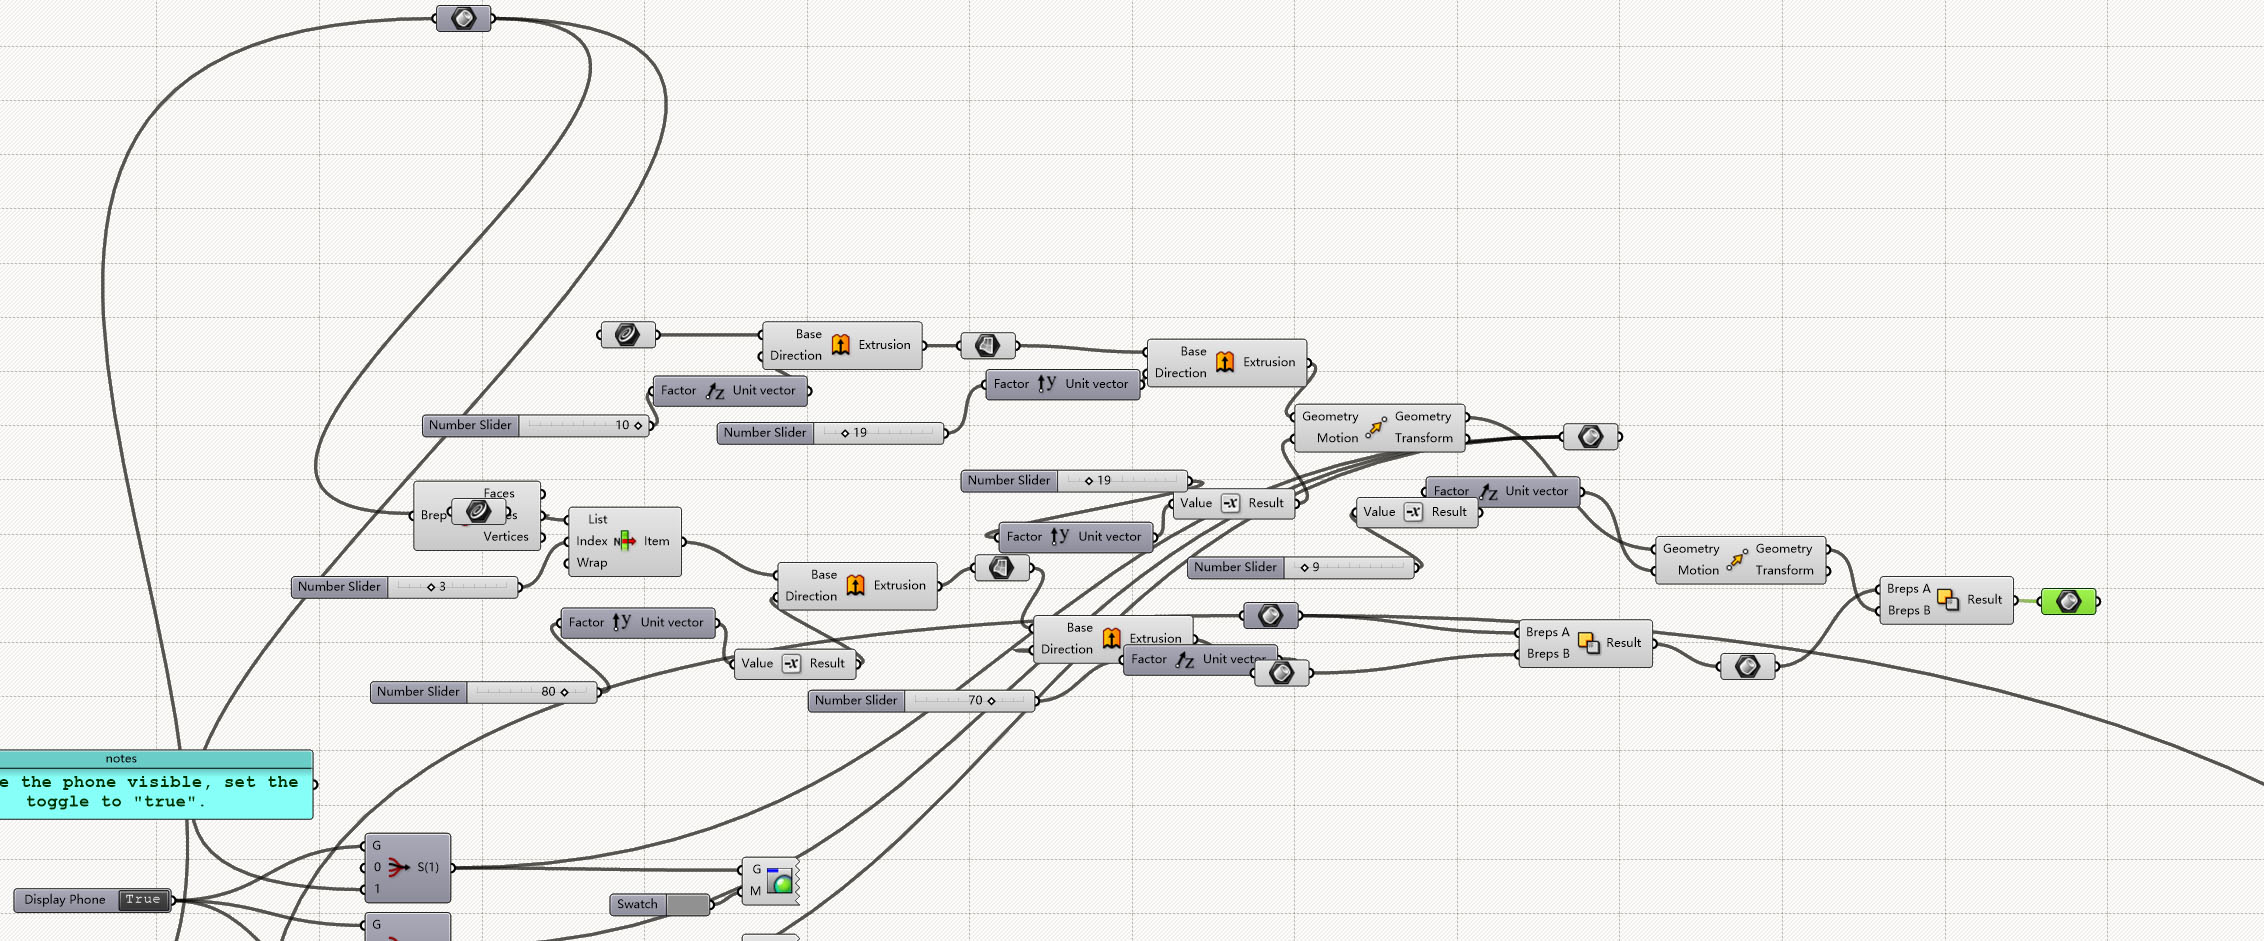 Base
Direction
Extrusion
Base
Direction
Extrusion
Factor
Z
Unit vector
Factor
y
Unit vector
Number Slider
10
Number Slider
19
Geometry
Motion
Geometry
Transform
Number Slider
19
Value
-x
Result
Factor
Z
Unit vector
Value
-x
Result
Faces
Brep
es
Vertices
List
Index
Wrap
N
Item
Factor
y
Unit vector
Number Slider
9
Geometry
Motion
Geometry
Transform
Number Slider
3
Base
Direction
Extrusion
Breps A
Breps B
Result
Factor
y
Unit vector
Base
Direction
Extrusion
Breps A
Breps B
Result
Value
-x
Result
Factor
Z
Unit vector
Number Slider
80
Number Slider
70
notes
e the phone visible, set the
toggle to "true".
G
0
1
S(1)
G
M
Display Phone
True
Swatch
G